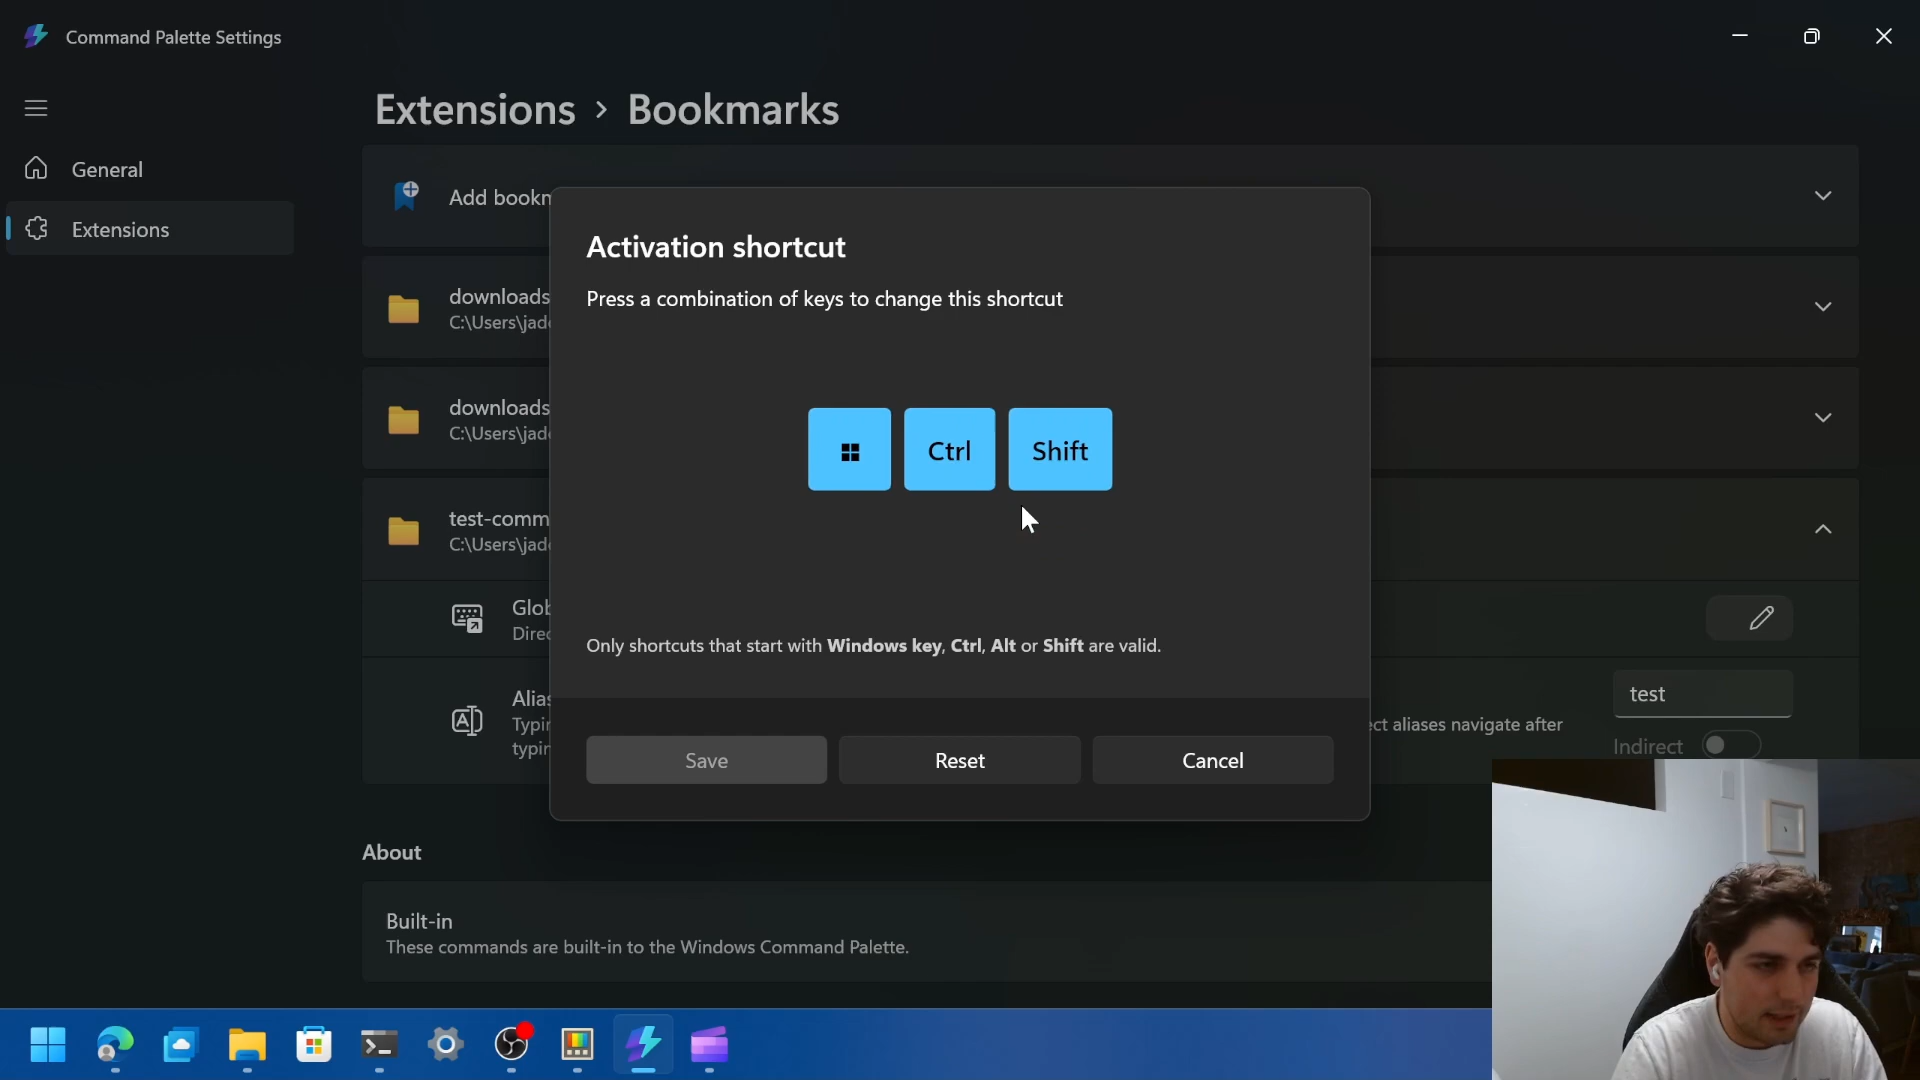 Command Palette Settings
Extensions › Bookmarks
General
Extensions
Add bookm
downloads
C:\Users\jad
downloads
C:\Users\jad
test-comm
C:\Users\jad
Glob
Direc
Alias
Typin
typin
ect aliases navigate after
test
Indirect
Activation shortcut
Press a combination of keys to change this shortcut
Ctrl
Shift
Only shortcuts that start with Windows key, Ctrl, Alt or Shift are valid.
Save
Reset
Cancel
About
Built-in
These commands are built-in to the Windows Command Palette.